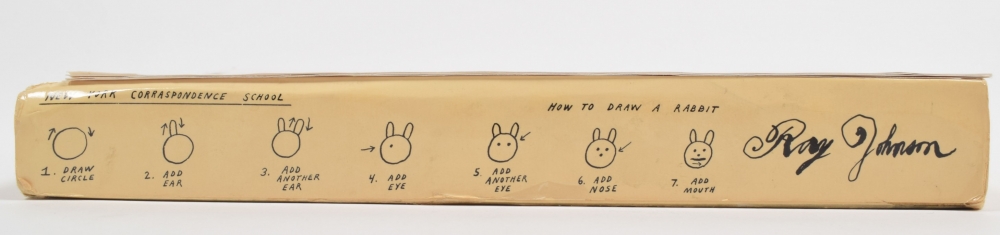 NEW YORK CORRASPONDENCE SCHOOL
HOW TO DRAW A RABBIT
1. DRAW
CIRCLE
2. ADD
EAR
3. ADD
ANOTHER
EAR
4. ADD
EYE
5. ADD
ANOTHER
EYE
6. ADD
NOSE
7. ADD
MOUTH
Ray Johnson